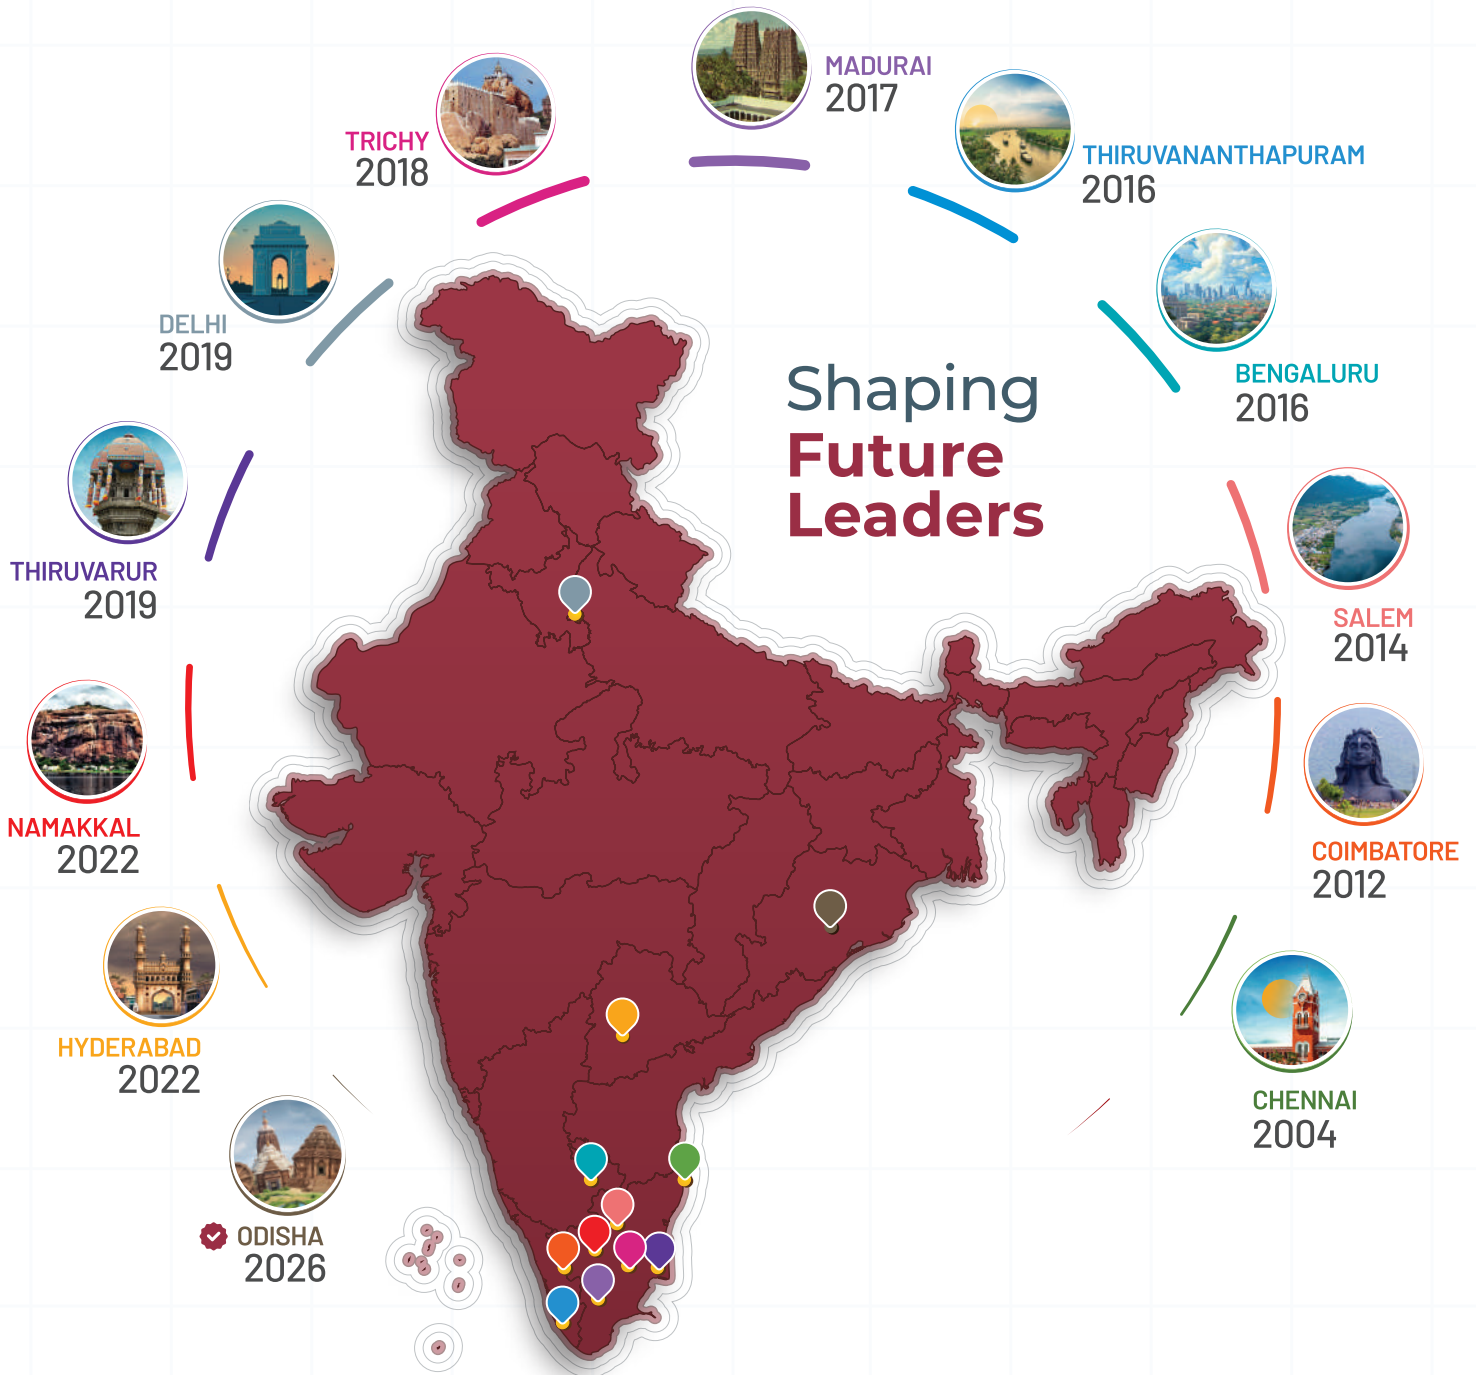 MADURAI
2017
THIRUVANANTHAPURAM
2016
TRICHY
2018
BENGALURU
2016
DELHI
2019
Shaping
Future
Leaders
SALEM
2014
THIRUVARUR
2019
COIMBATORE
2012
NAMAKKAL
2022
CHENNAI
2004
HYDERABAD
2022
ODISHA
2026